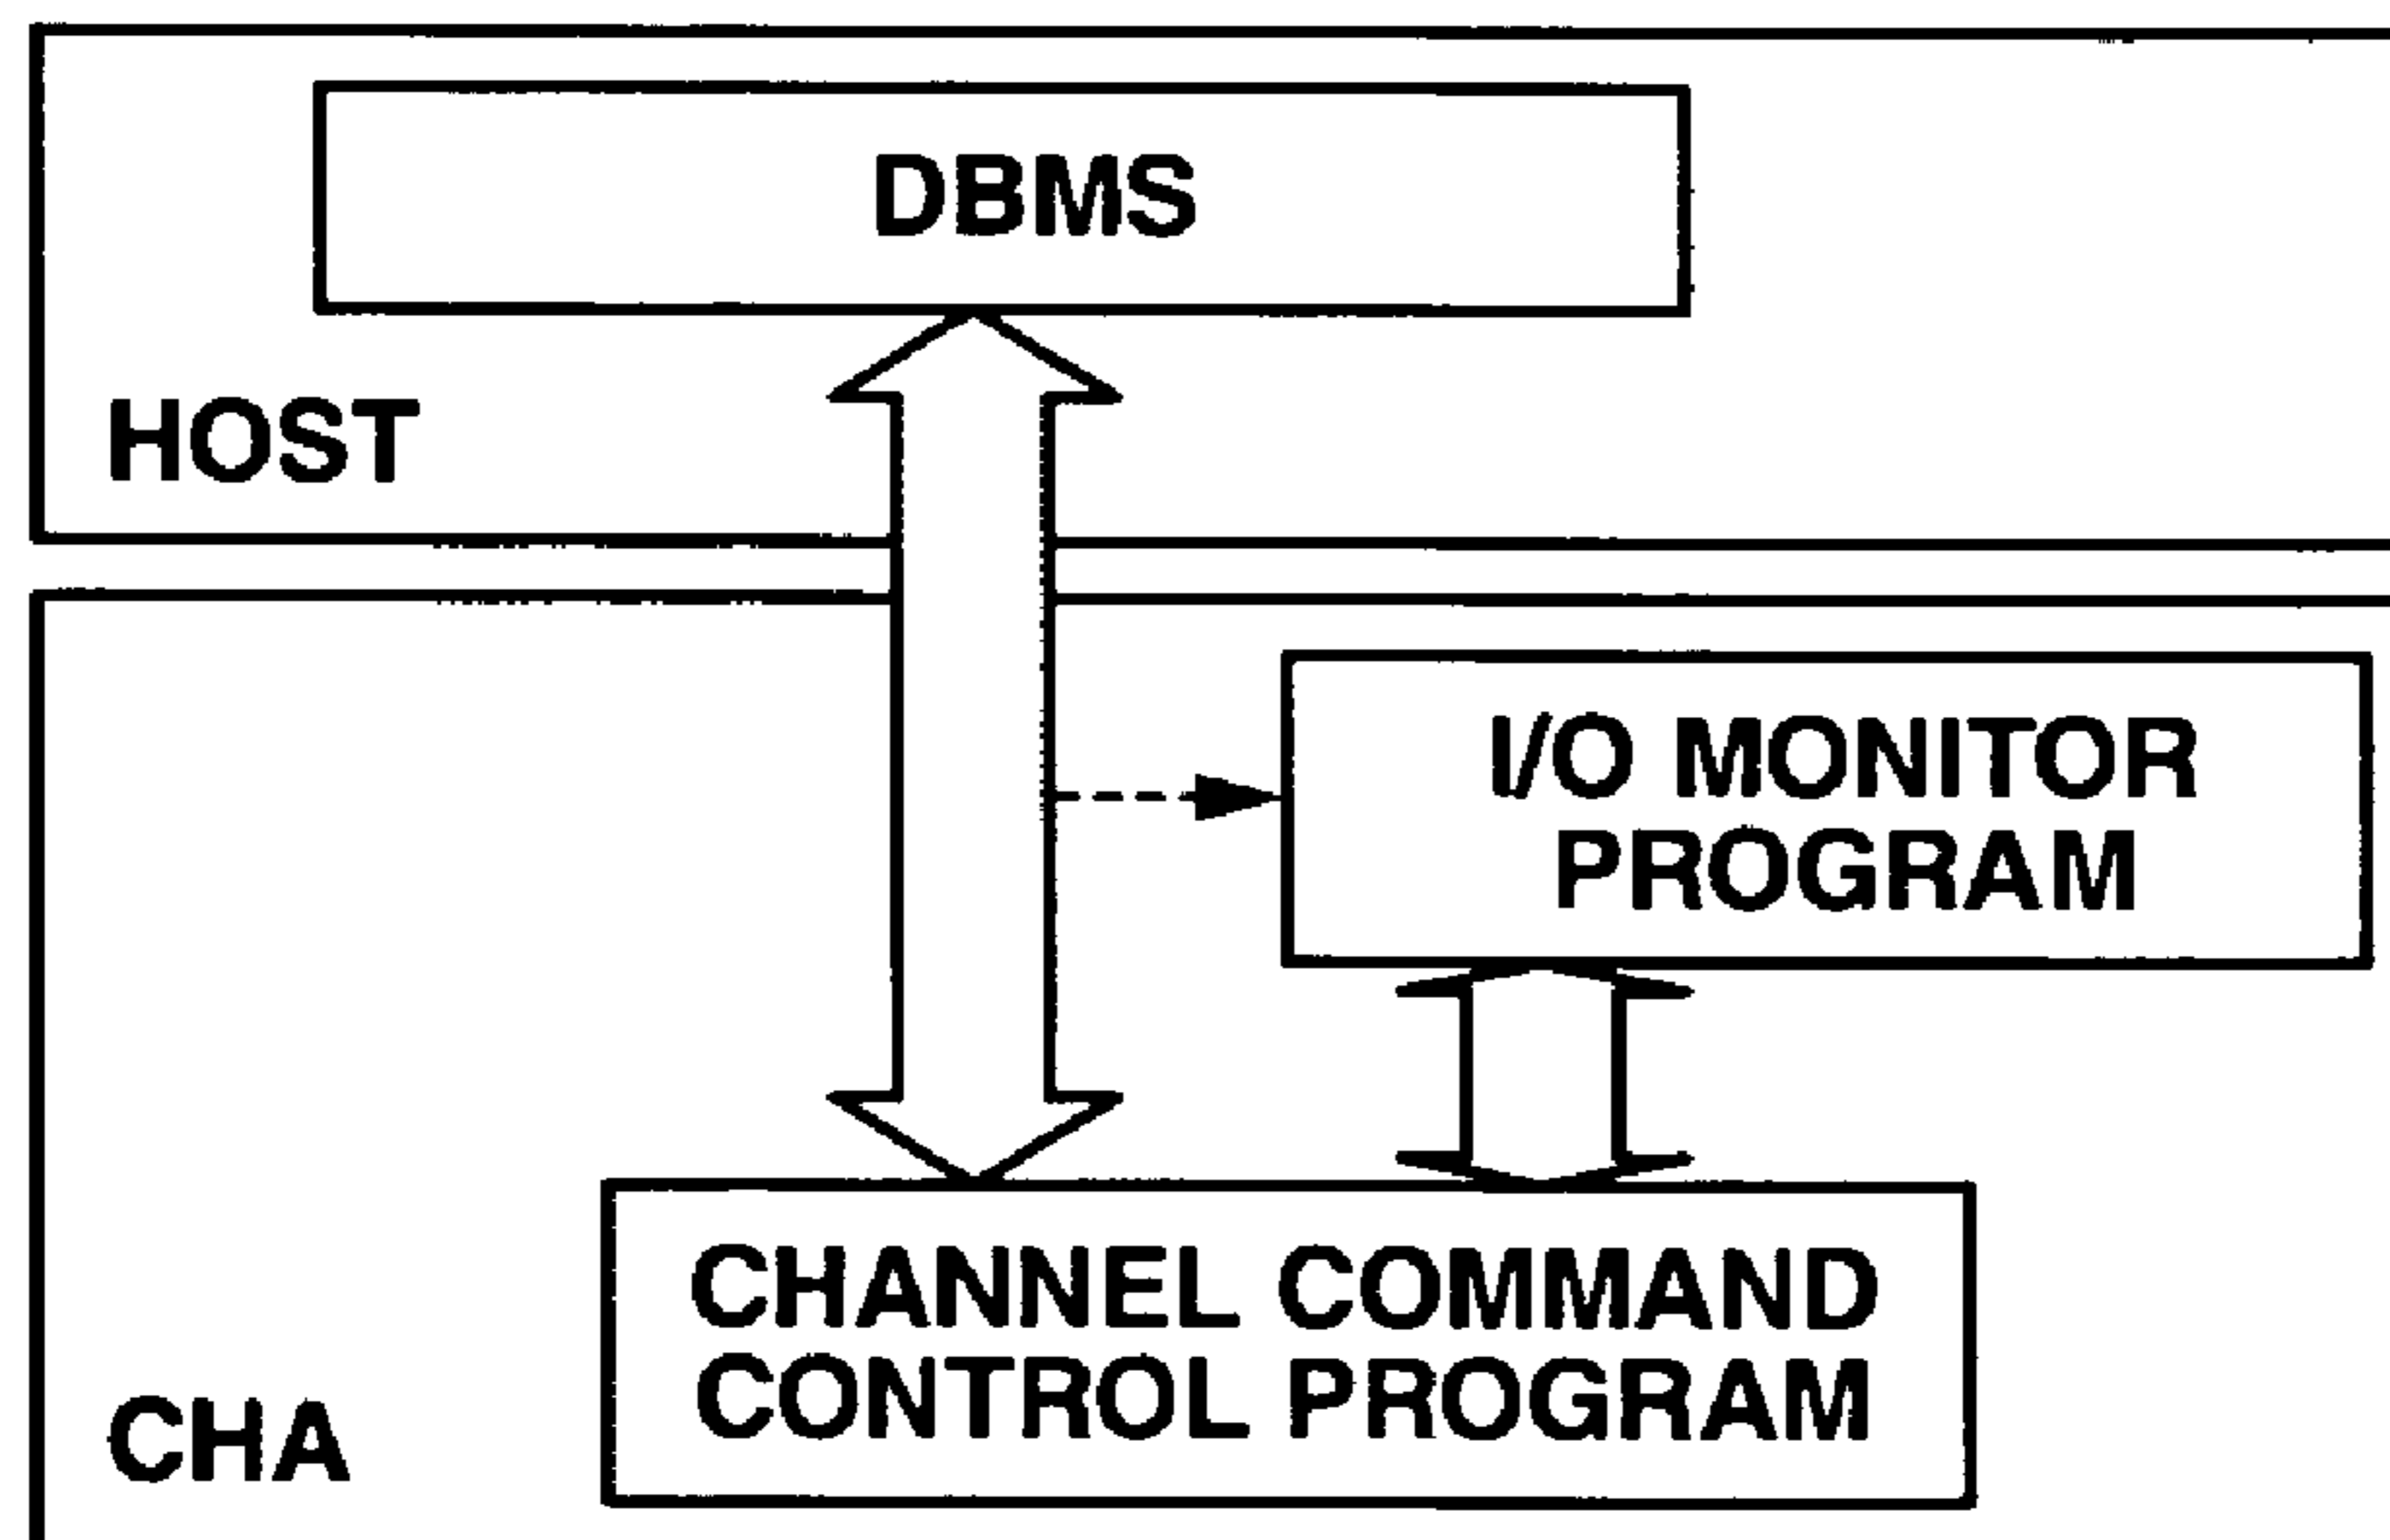 DBMS
HOST
I/O MONITOR
PROGRAM
CHANNEL COMMAND
CONTROL PROGRAM
CHA